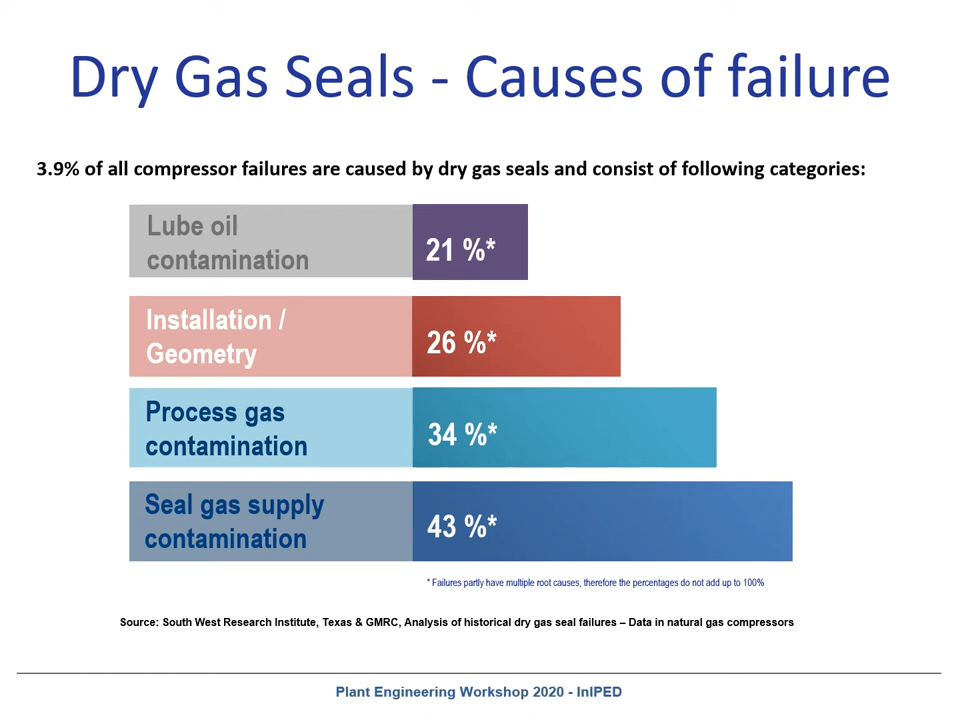 Dry Gas Seals - Causes of failure
3.9% of all compressor failures are caused by dry gas seals and consist of following categories:
Lube oil
contamination
21 %*
Installation /
Geometry
26 %*
Process gas
contamination
34 %*
Seal gas supply
contamination
43 %*
* Failures partly have multiple root causes, therefore the percentages do not add up to 100%
Source: South West Research Institute, Texas & GMRC, Analysis of historical dry gas seal failures – Data in natural gas compressors
Plant Engineering Workshop 2020 - InIPED